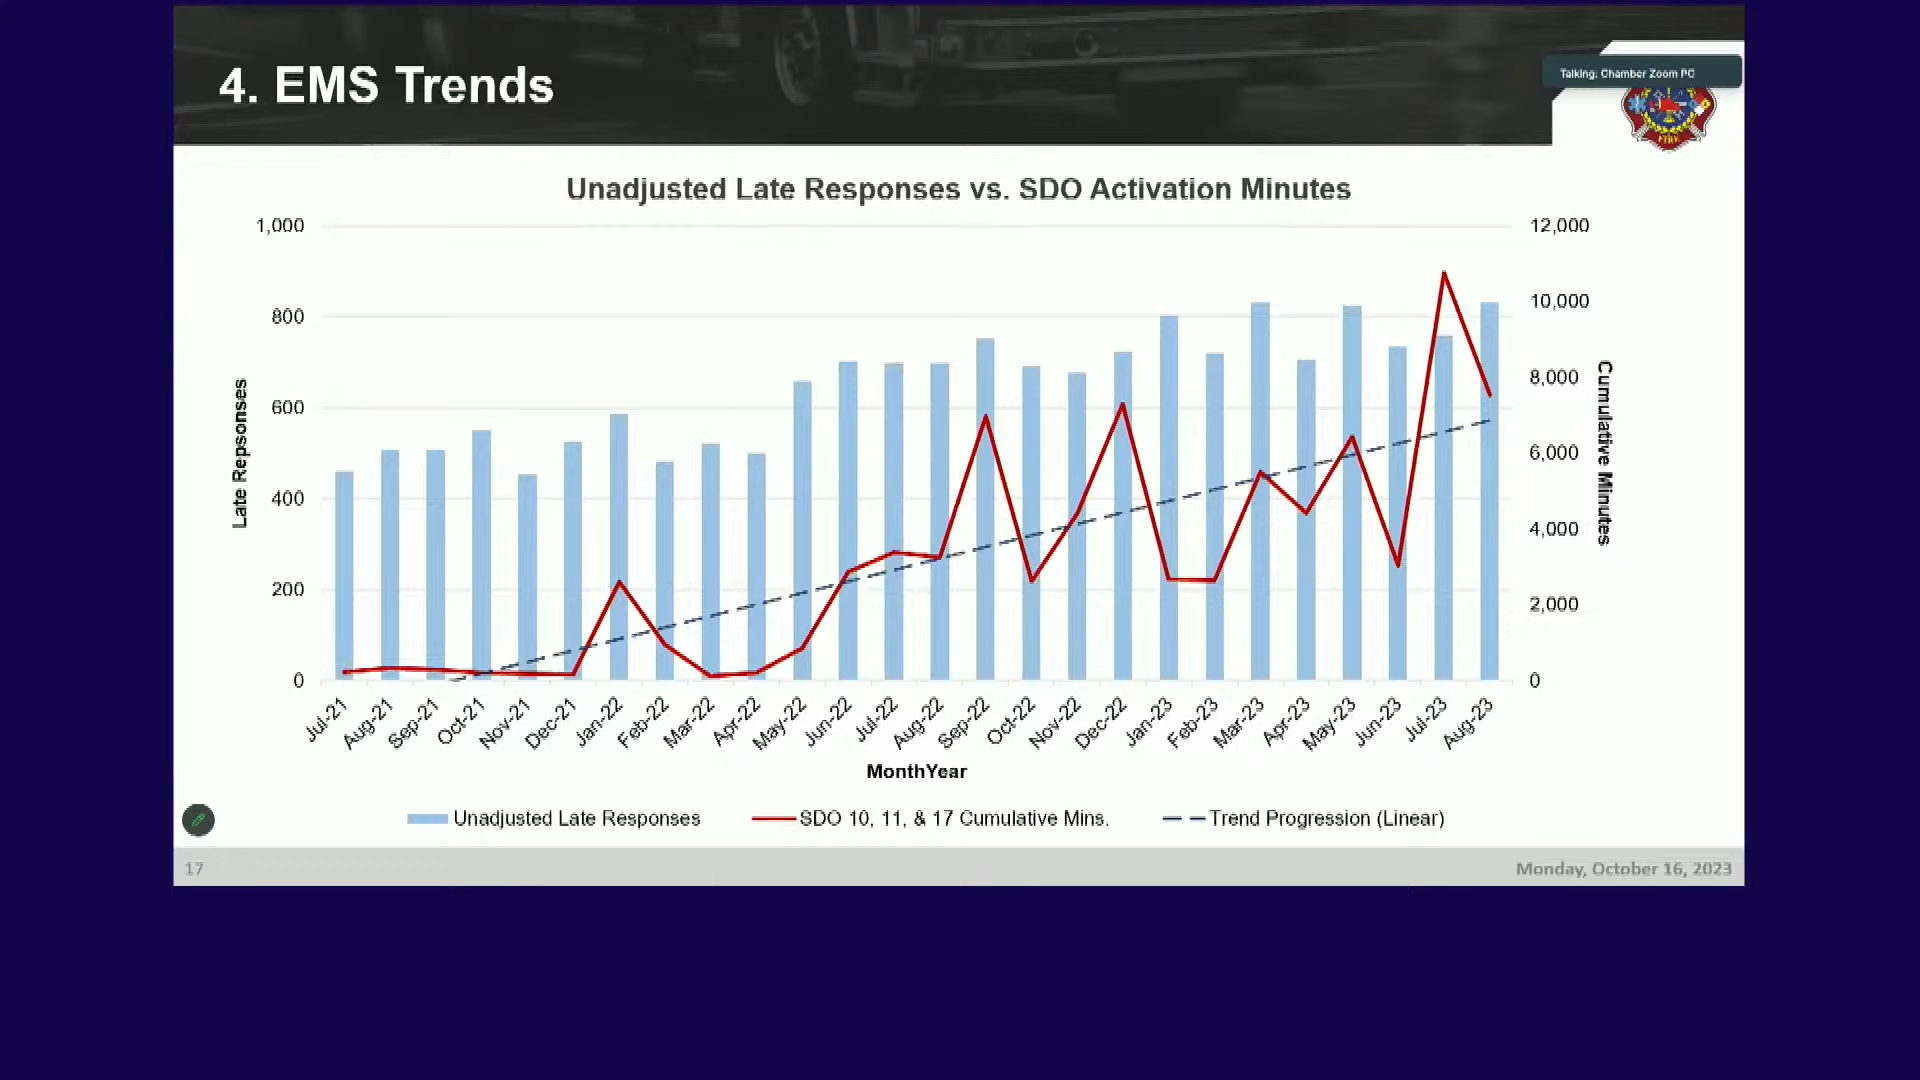 4. EMS Trends
Talking: Chamber Zoom PC
FIRE
Unadjusted Late Responses vs. SDO Activation Minutes
1,000
800
600
400
200
0
Late Repsonses
12,000
10,000
8,000
6,000
4,000
2,000
0
Cumulative Minutes
Jul-21
Aug-21
Sep-21
Oct-21
Nov-21
Dec-21
Jan-22
Feb-22
Mar-22
Apr-22
May-22
Jun-22
Jul-22
Aug-22
Sep-22
Oct-22
Nov-22
Dec-22
Jan-23
Feb-23
Mar-23
Apr-23
May-23
Jun-23
Jul-23
Aug-23
MonthYear
Unadjusted Late Responses
SDO 10, 11, & 17 Cumulative Mins.
Trend Progression (Linear)
17
Monday, October 16, 2023